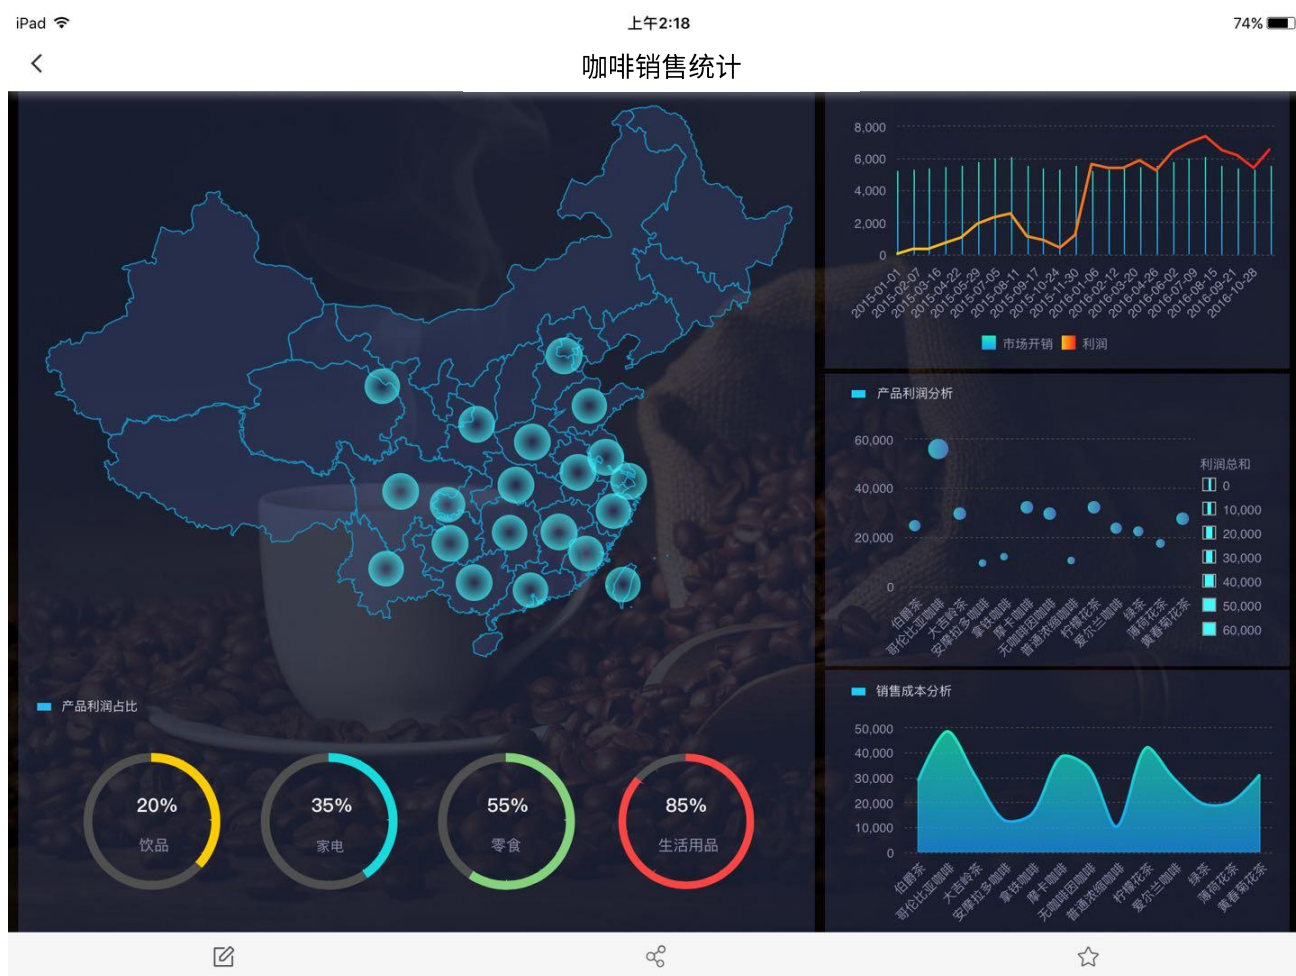 iPad
上午2:18
74%
咖啡销售统计
8,000
6,000
4,000
2,000
0
2015-01-01
2015-02-07
2015-03-16
2015-04-22
2015-05-29
2015-07-05
2015-08-11
2015-09-17
2015-10-24
2015-11-30
2016-01-06
2016-02-12
2016-03-20
2016-04-26
2016-06-02
2016-07-09
2016-08-15
2016-09-21
2016-10-28
市场开销 利润
产品利润分析
60,000
40,000
20,000
0
伯爵茶
哥伦比亚咖啡
大吉岭茶
安摩拉多咖啡
拿铁咖啡
摩卡咖啡
无咖啡因咖啡
普通浓缩咖啡
柠檬花茶
爱尔兰咖啡
绿茶
薄荷花茶
黄春菊花茶
利润总和
0
10,000
20,000
30,000
40,000
50,000
60,000
产品利润占比
20%
饮品
35%
家电
55%
零食
85%
生活用品
销售成本分析
50,000
40,000
30,000
20,000
10,000
0
伯爵茶
哥伦比亚咖啡
大吉岭茶
安摩拉多咖啡
拿铁咖啡
摩卡咖啡
无咖啡因咖啡
普通浓缩咖啡
柠檬花茶
爱尔兰咖啡
绿茶
薄荷花茶
黄春菊花茶